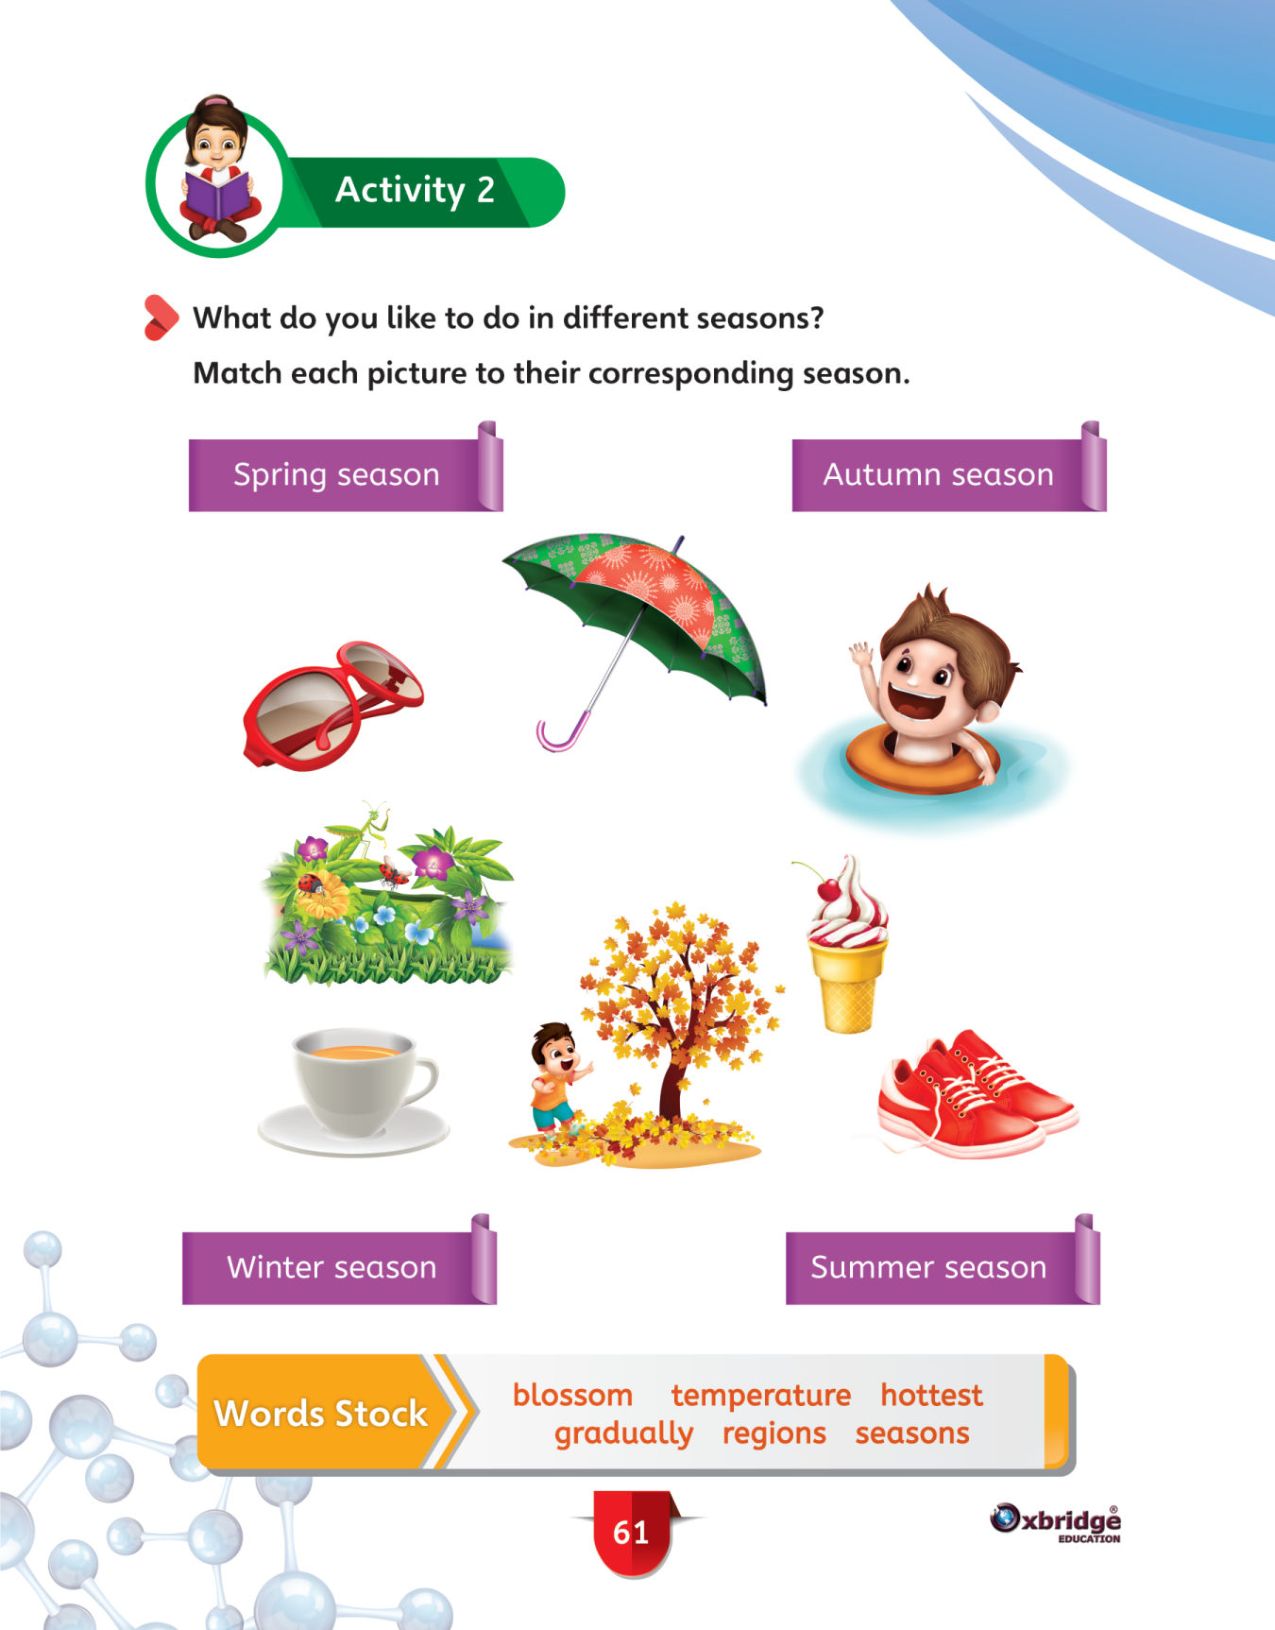 Activity 2
What do you like to do in different seasons?
Match each picture to their corresponding season.
Spring season
Autumn season
Winter season
Summer season
Words Stock
blossom temperature hottest
gradually regions seasons
61
Oxbridge®
EDUCATION